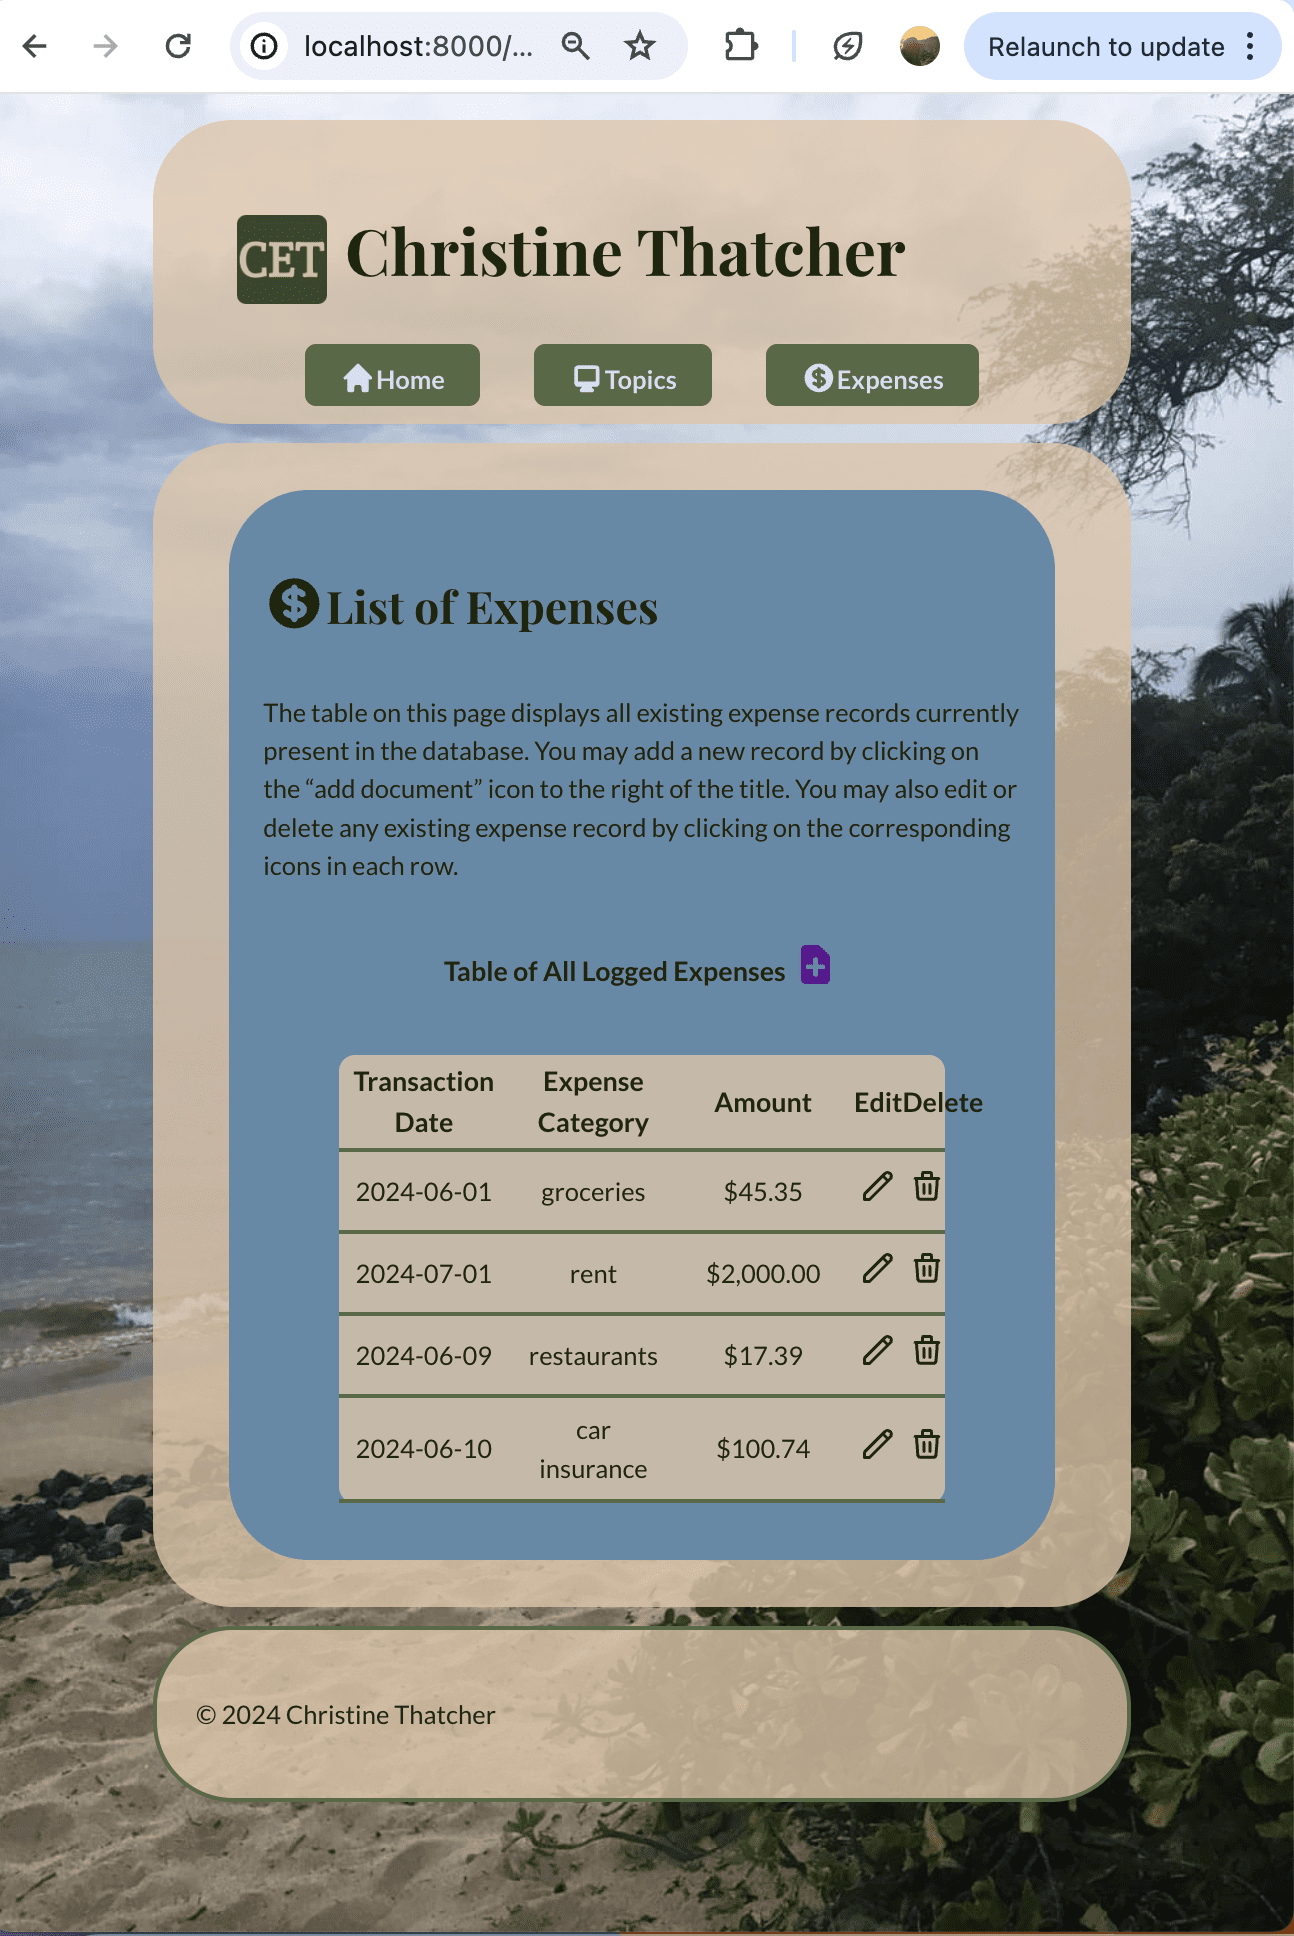 localhost:8000/...
Relaunch to update
CET Christine Thatcher
Home Topics Expenses
List of Expenses
The table on this page displays all existing expense records currently
present in the database. You may add a new record by clicking on
the “add document” icon to the right of the title. You may also edit or
delete any existing expense record by clicking on the corresponding
icons in each row.
Table of All Logged Expenses
Transaction Date Expense Category Amount Edit Delete
2024-06-01 groceries $45.35
2024-07-01 rent $2,000.00
2024-06-09 restaurants $17.39
2024-06-10 car insurance $100.74
© 2024 Christine Thatcher